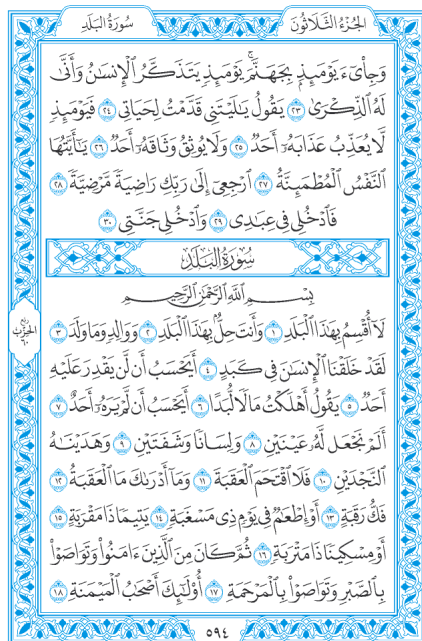 سُورَةُ البَلَدِ الجُزْءُ الثَّلَاثُونَ
وَجِاْىٓءَ يَوْمَئِذِۭ بِجَهَنَّمَۚ يَوْمَئِذٍ يَتَذَكَّرُ ٱلْإِنسَٰنُ وَأَنَّىٰ
لَهُ ٱلذِّكْرَىٰ ٢٣ يَقُولُ يَٰلَيْتَنِى قَدَّمْتُ لِحَيَاتِى ٢٤ فَيَوْمَئِذٍ
لَّا يُعَذِّبُ عَذَابَهُۥٓ أَحَدٌ ٢٥ وَلَا يُوثِقُ وَثَاقَهُۥٓ أَحَدٌ ٢٦ يَٰٓأَيَّتُهَا
ٱلنَّفْسُ ٱلْمُطْمَئِنَّةُ ٢٧ ٱرْجِعِىٓ إِلَىٰ رَبِّكِ رَاضِيَةً مَّرْضِيَّةً ٢٨
فَٱدْخُلِى فِى عِبَٰدِى ٢٩ وَٱدْخُلِى جَنَّتِى ٣٠
سُورَةُ البَلَدِ
بِسْمِ ٱللَّهِ ٱلرَّحْمَٰنِ ٱلرَّحِيمِ
لَآ أُقْسِمُ بِهَٰذَا ٱلْبَلَدِ ١ وَأَنتَ حِلٌّۢ بِهَٰذَا ٱلْبَلَدِ ٢ وَوَالِدٍ وَمَا وَلَدَ ٣
لَقَدْ خَلَقْنَا ٱلْإِنسَٰنَ فِى كَبَدٍ ٤ أَيَحْسَبُ أَن لَّن يَقْدِرَ عَلَيْهِ
أَحَدٌ ٥ يَقُولُ أَهْلَكْتُ مَالًا لُّبَدًا ٦ أَيَحْسَبُ أَن لَّمْ يَرَهُۥٓ أَحَدٌ ٧
أَلَمْ نَجْعَل لَّهُۥ عَيْنَيْنِ ٨ وَلِسَانًا وَشَفَتَيْنِ ٩ وَهَدَيْنَٰهُ
ٱلنَّجْدَيْنِ ١٠ فَلَا ٱقْتَحَمَ ٱلْعَقَبَةَ ١١ وَمَآ أَدْرَىٰكَ مَا ٱلْعَقَبَةُ ١٢
فَكُّ رَقَبَةٍ ١٣ أَوْ إِطْعَٰمٌ فِى يَوْمٍ ذِى مَسْغَبَةٍ ١٤ يَتِيمًا ذَا مَقْرَبَةٍ ١٥
أَوْ مِسْكِينًا ذَا مَتْرَبَةٍ ١٦ ثُمَّ كَانَ مِنَ ٱلَّذِينَ ءَامَنُوا۟ وَتَوَاصَوْا۟
بِٱلصَّبْرِ وَتَوَاصَوْا۟ بِٱلْمَرْحَمَةِ ١٧ أُو۟لَٰٓئِكَ أَصْحَٰبُ ٱلْمَيْمَنَةِ ١٨
ربع
الحزب
٦٠
٥٩٤